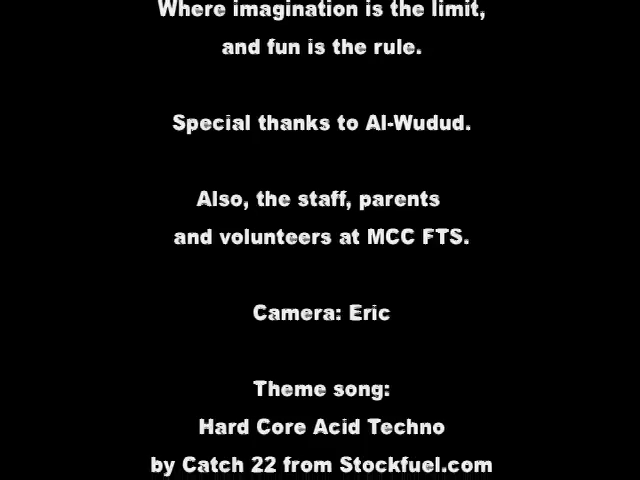 Where imagination is the limit,
and fun is the rule.
Special thanks to Al-Wudud.
Also, the staff, parents
and volunteers at MCC FTS.
Camera: Eric
Theme song:
Hard Core Acid Techno
by Catch 22 from Stockfuel.com